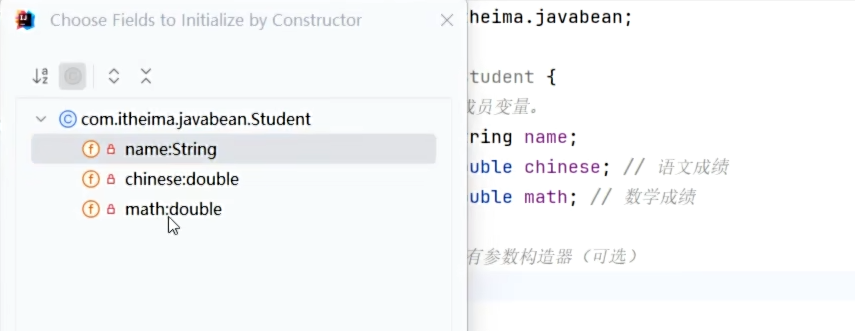 Choose Fields to Initialize by Constructor
com.itheima.javabean.Student
name:String
chinese:double
math:double
heima.javabean;
tudent {
成员变量。
ring name;
uble chinese; // 语文成绩
uble math; // 数学成绩
有参数构造器（可选）